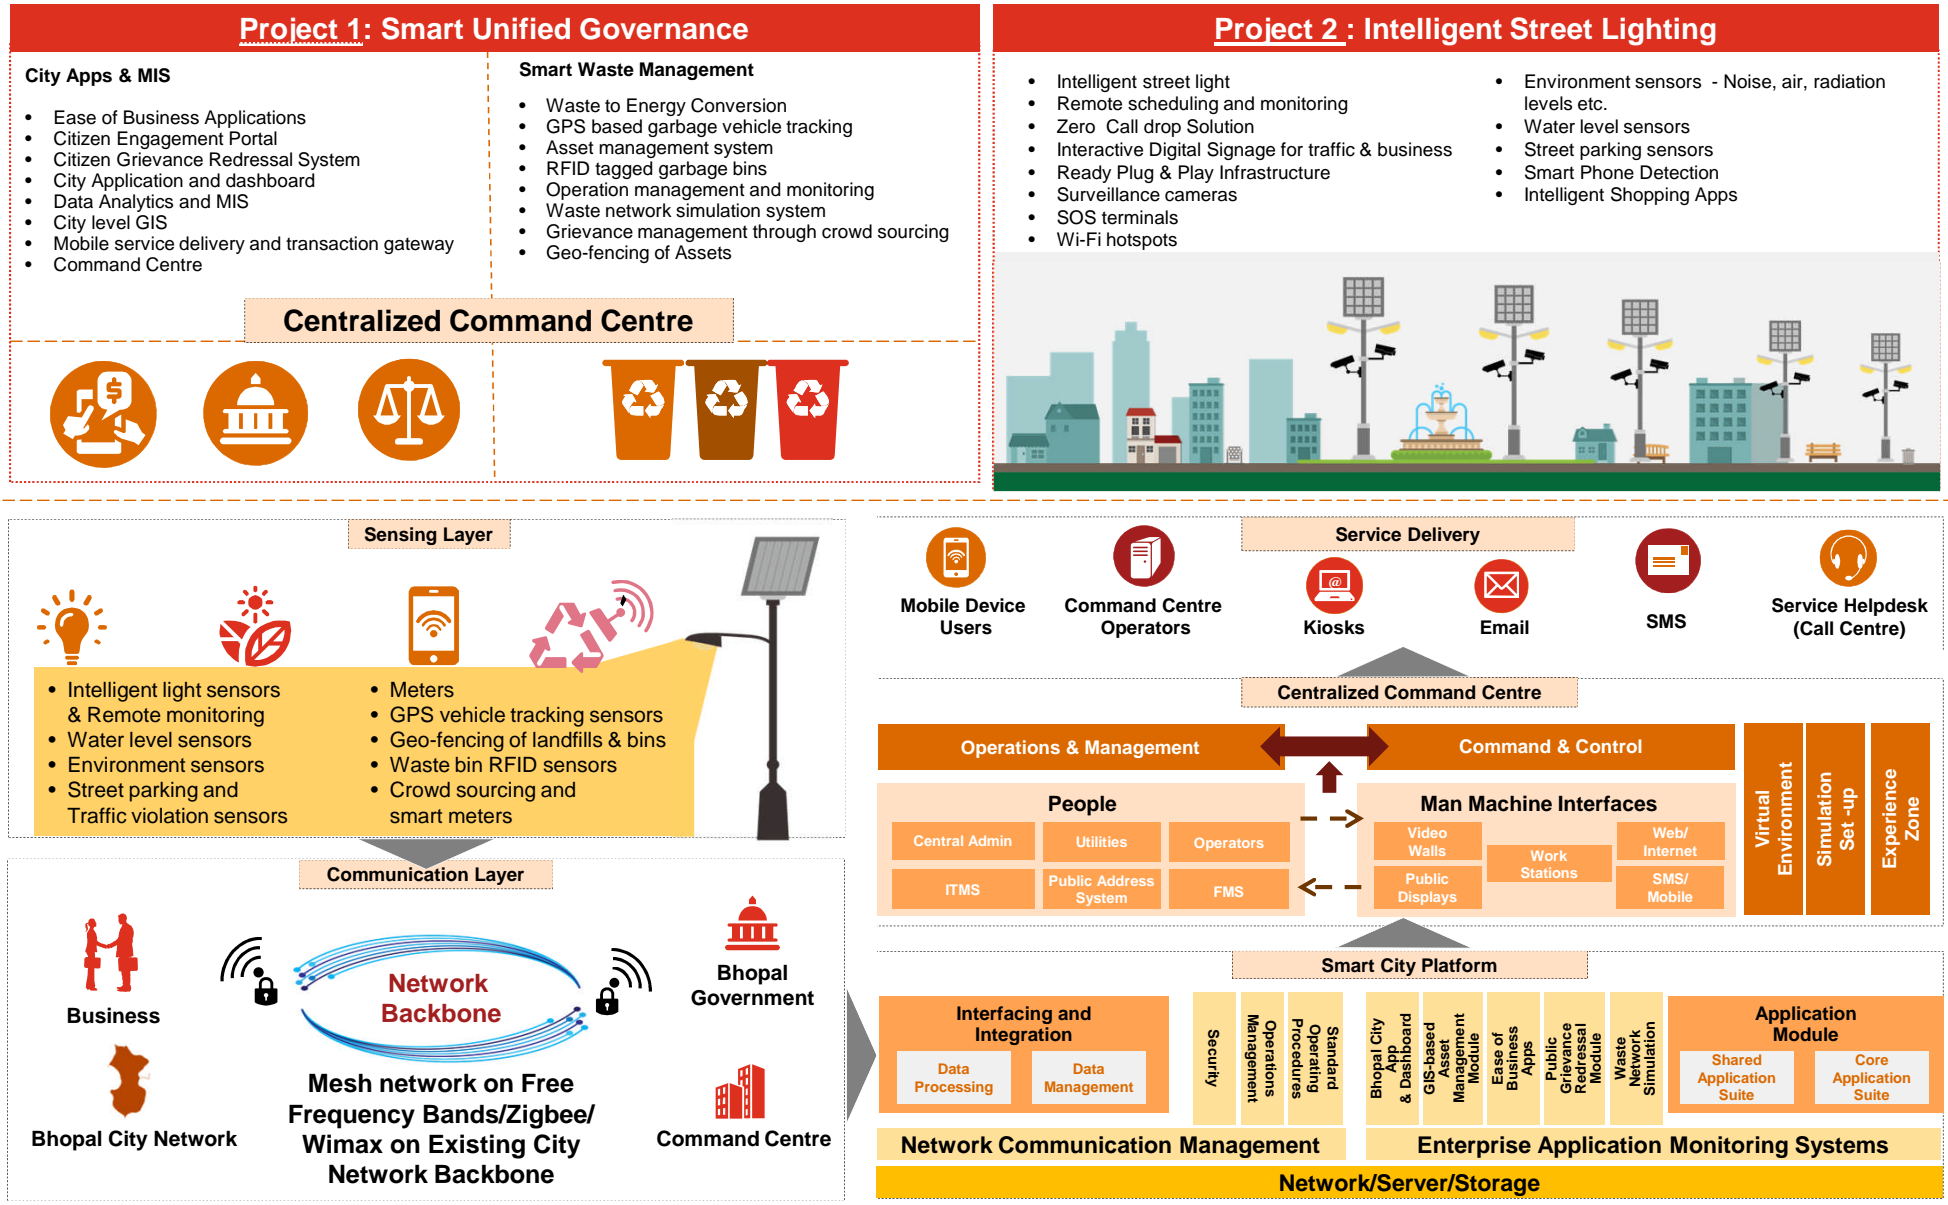 Project 1: Smart Unified Governance
City Apps & MIS
• Ease of Business Applications
• Citizen Engagement Portal
• Citizen Grievance Redressal System
• City Application and dashboard
• Data Analytics and MIS
• City level GIS
• Mobile service delivery and transaction gateway
• Command Centre
Smart Waste Management
• Waste to Energy Conversion
• GPS based garbage vehicle tracking
• Asset management system
• RFID tagged garbage bins
• Operation management and monitoring
• Waste network simulation system
• Grievance management through crowd sourcing
• Geo-fencing of Assets
Centralized Command Centre
$
Project 2 : Intelligent Street Lighting
• Intelligent street light
• Remote scheduling and monitoring
• Zero Call drop Solution
• Interactive Digital Signage for traffic & business
• Ready Plug & Play Infrastructure
• Surveillance cameras
• SOS terminals
• Wi-Fi hotspots
• Environment sensors - Noise, air, radiation
levels etc.
• Water level sensors
• Street parking sensors
• Smart Phone Detection
• Intelligent Shopping Apps
Sensing Layer
• Intelligent light sensors
& Remote monitoring
• Water level sensors
• Environment sensors
• Street parking and
Traffic violation sensors
• Meters
• GPS vehicle tracking sensors
• Geo-fencing of landfills & bins
• Waste bin RFID sensors
• Crowd sourcing and
smart meters
Communication Layer
Business
Bhopal City Network
Network
Backbone
Mesh network on Free
Frequency Bands/Zigbee/
Wimax on Existing City
Network Backbone
Bhopal
Government
Command Centre
Service Delivery
Mobile Device
Users
Command Centre
Operators
@
Kiosks
Email
SMS
Service Helpdesk
(Call Centre)
Centralized Command Centre
Operations & Management
Command & Control
People
Central Admin
Utilities
Operators
ITMS
Public Address
System
FMS
Man Machine Interfaces
Video
Walls
Public
Displays
Work
Stations
Web/
Internet
SMS/
Mobile
Virtual
Environment
Simulation
Set -up
Experience
Zone
Smart City Platform
Interfacing and
Integration
Data
Processing
Data
Management
Security
Operations
Management
Standard
Operating
Procedures
Bhopal City
App
& Dashboard
GIS-based
Asset
Management
Module
Ease of
Business
Apps
Public
Grievance
Redressal
Module
Waste
Network
Simulation
Application
Module
Shared
Application
Suite
Core
Application
Suite
Network Communication Management
Enterprise Application Monitoring Systems
Network/Server/Storage